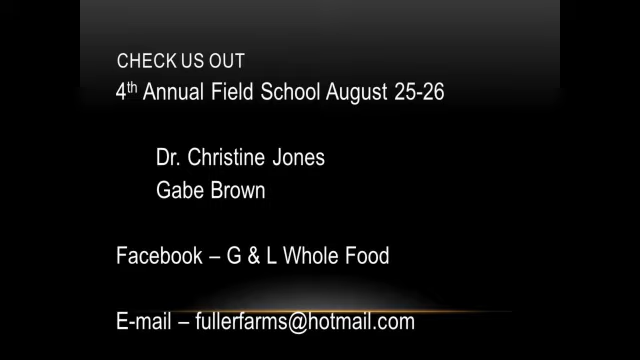 CHECK US OUT
4th Annual Field School August 25-26
Dr. Christine Jones
Gabe Brown
Facebook – G & L Whole Food
E-mail – fullerfarms@hotmail.com